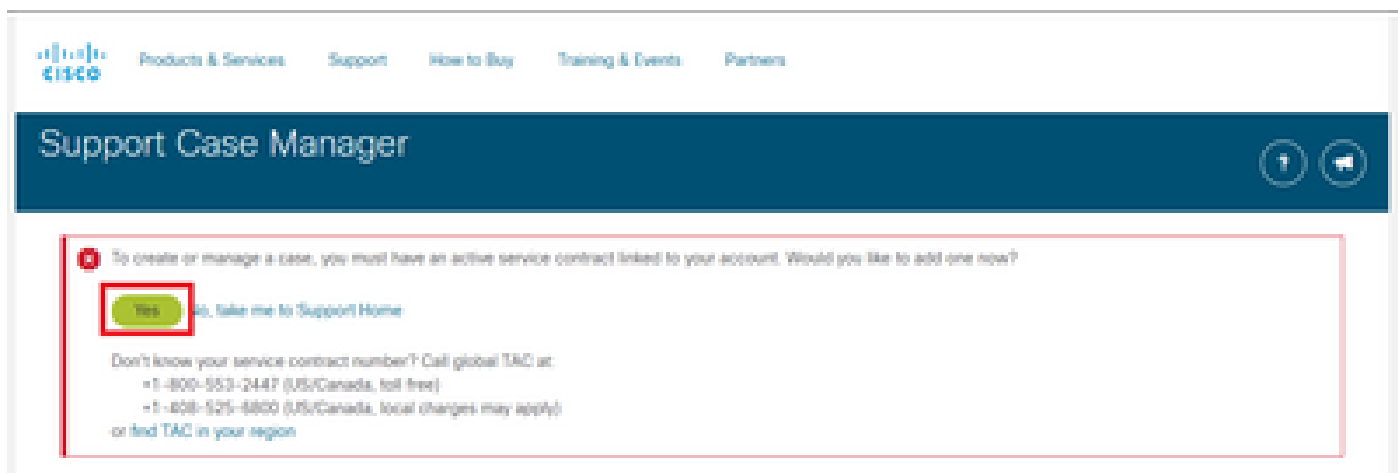 CISCO
Products & Services Support How to Buy Training & Events Partners
Support Case Manager
?
To create or manage a case, you must have an active service contract linked to your account. Would you like to add one now?
Yes No, take me to Support Home
Don't know your service contract number? Call global TAC at:
+1-800-553-2447 (US/Canada, toll free)
+1-408-525-6800 (US/Canada, local charges may apply)
or find TAC in your region